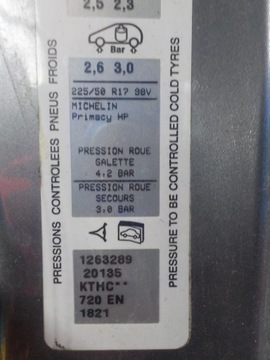 2,5 2,3
Bar
2,6 3,0
225/50 R17 98V
MICHELIN
Primacy HP
PRESSION ROUE
GALETTE
4.2 BAR
PRESSION ROUE
SECOURS
3.0 BAR
1263289
20135
KTHC**
720 EN
1821
PRESSIONS CONTROLEES PNEUS FROIDS
PRESSURE TO BE CONTROLLED COLD TYRES